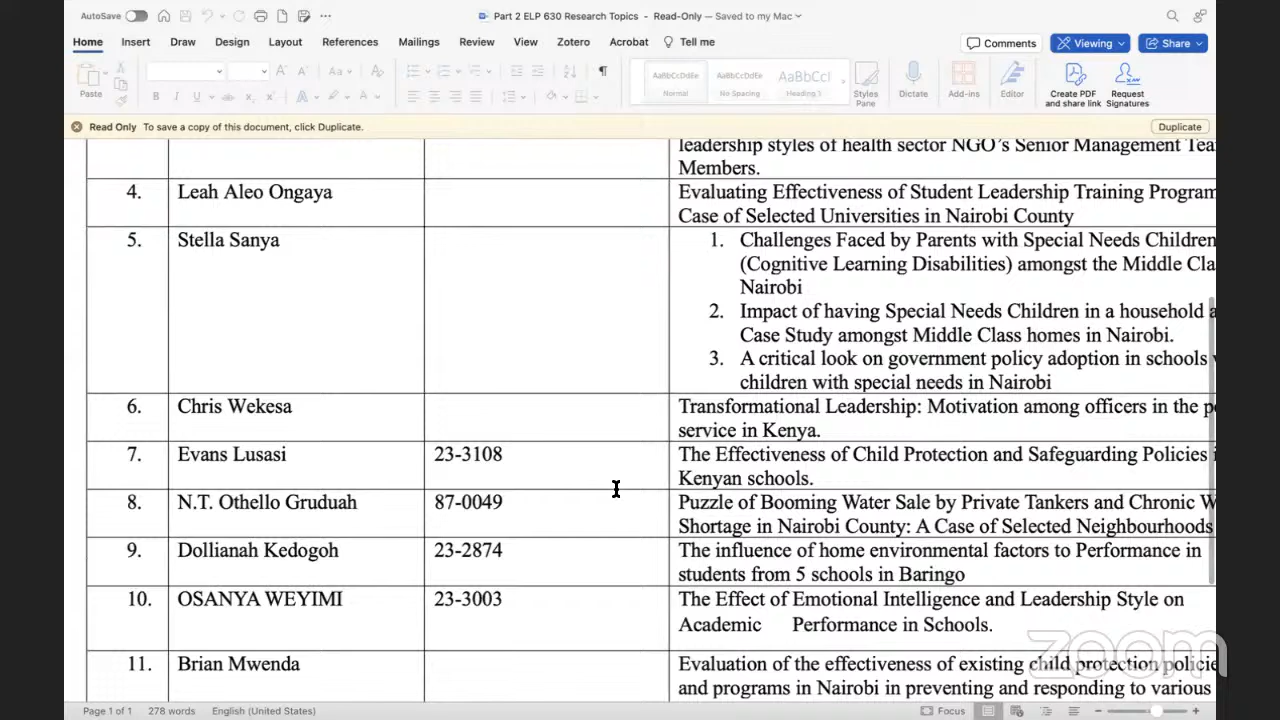 AutoSave
Part 2 ELP 630 Research Topics - Read-Only — Saved to my Mac
Home Insert Draw Design Layout References Mailings Review View Zotero Acrobat Tell me Comments Viewing Share
Paste
Aa
B I U ab x x A A
AaBbCcDdEe AaBbCcDdEe AaBbCcI
Normal No Spacing Heading 1
Styles Pane
Dictate
Add-ins
Editor
Create PDF and share link
Request Signatures
Read Only To save a copy of this document, click Duplicate. Duplicate
leadership styles of health sector NGO's Senior Management Tea
Members.
4. Leah Aleo Ongaya Evaluating Effectiveness of Student Leadership Training Program
Case of Selected Universities in Nairobi County
5. Stella Sanya 1. Challenges Faced by Parents with Special Needs Children
(Cognitive Learning Disabilities) amongst the Middle Cla
Nairobi
2. Impact of having Special Needs Children in a household a
Case Study amongst Middle Class homes in Nairobi.
3. A critical look on government policy adoption in schools
children with special needs in Nairobi
6. Chris Wekesa Transformational Leadership: Motivation among officers in the p
service in Kenya.
7. Evans Lusasi 23-3108 The Effectiveness of Child Protection and Safeguarding Policies i
Kenyan schools.
8. N.T. Othello Gruduah 87-0049 Puzzle of Booming Water Sale by Private Tankers and Chronic W
Shortage in Nairobi County: A Case of Selected Neighbourhoods
9. Dollianah Kedogoh 23-2874 The influence of home environmental factors to Performance in
students from 5 schools in Baringo
10. OSANYA WEYIMI 23-3003 The Effect of Emotional Intelligence and Leadership Style on
Academic Performance in Schools.
11. Brian Mwenda Evaluation of the effectiveness of existing child protection policie
and programs in Nairobi in preventing and responding to various
zoom
Page 1 of 1 278 words English (United States) Focus